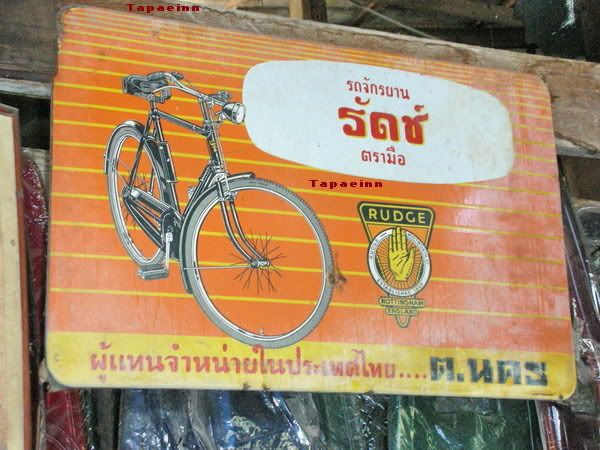 Tapaeinn
รถจักรยาน
รัดช์
ตรามือ
Tapaeinn
RUDGE
NOTTINGHAM
ENGLAND
ผู้แทนจำหน่ายในประเทศไทย.... ต.นคร